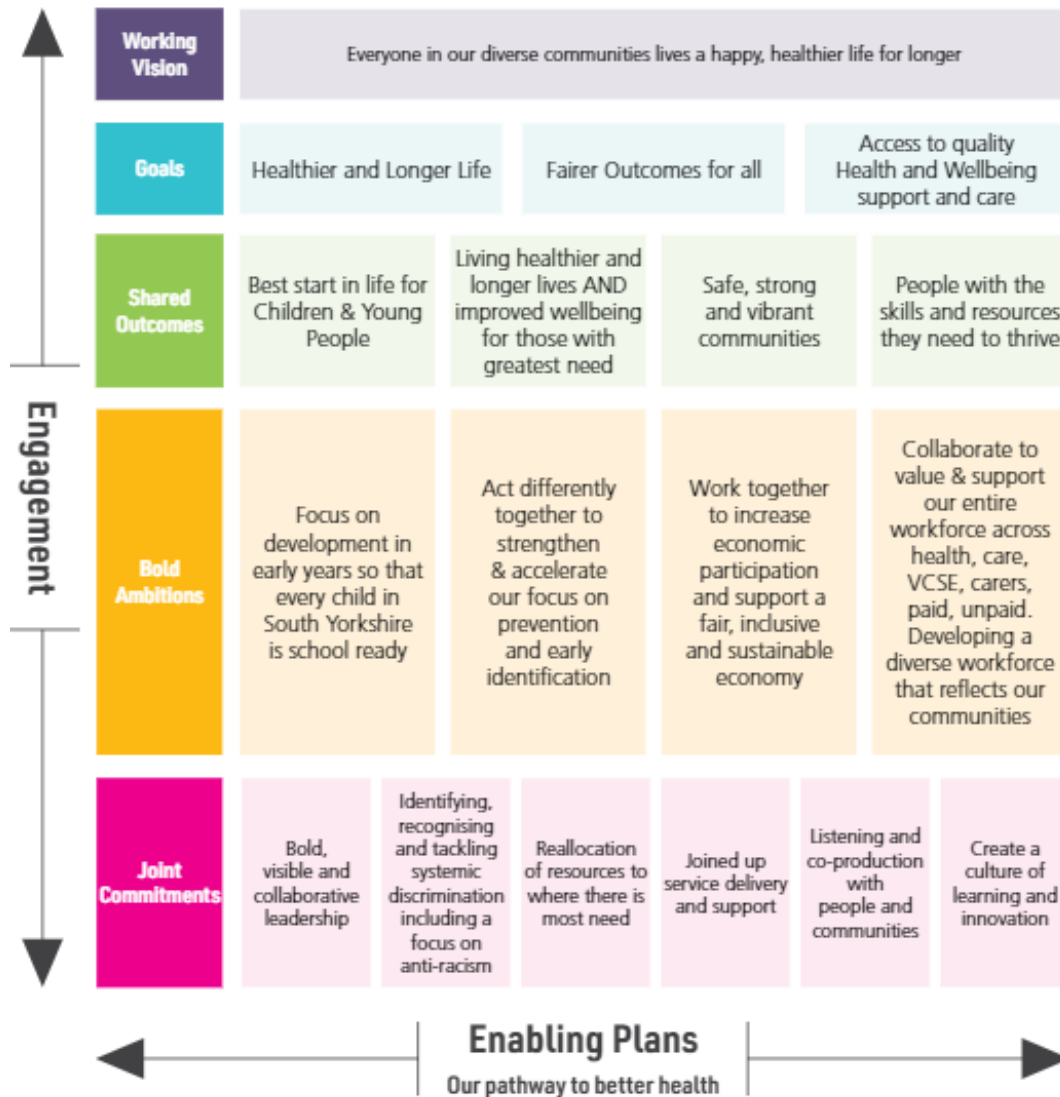 Working
Vision
Everyone in our diverse communities lives a happy, healthier life for longer
Goals
Healthier and Longer Life
Fairer Outcomes for all
Access to quality
Health and Wellbeing
support and care
Shared
Outcomes
Best start in life for
Children & Young
People
Living healthier and
longer lives AND
improved wellbeing
for those with
greatest need
Safe, strong
and vibrant
communities
People with the
skills and resources
they need to thrive
Engagement
Bold
Ambitions
Focus on
development in
early years so that
every child in
South Yorkshire
is school ready
Act differently
together to
strengthen
& accelerate
our focus on
prevention
and early
identification
Work together
to increase
economic
participation
and support a
fair, inclusive
and sustainable
economy
Collaborate to
value & support
our entire
workforce across
health, care,
VCSE, carers,
paid, unpaid.
Developing a
diverse workforce
that reflects our
communities
Joint
Commitments
Bold,
visible and
collaborative
leadership
Identifying,
recognising
and tackling
systemic
discrimination
including a
focus on
anti-racism
Reallocation
of resources to
where there is
most need
Joined up
service delivery
and support
Listening and
co-production
with
people and
communities
Create a
culture of
learning and
innovation
Enabling Plans
Our pathway to better health